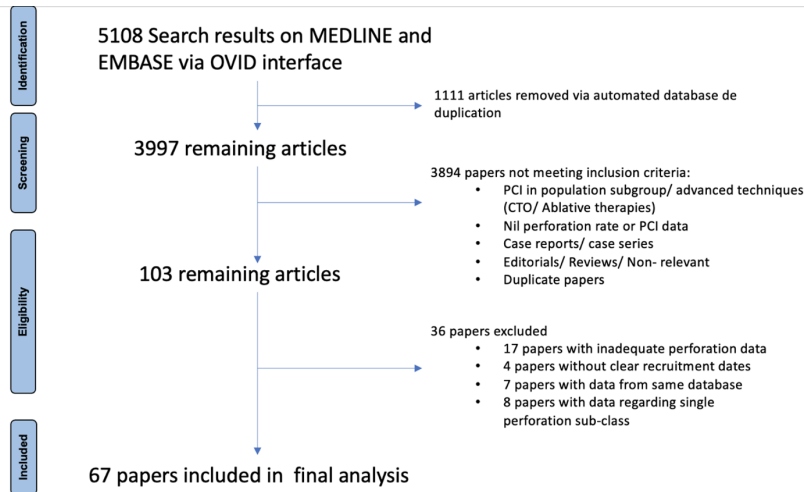 Identification
5108 Search results on MEDLINE and
EMBASE via OVID interface
1111 articles removed via automated database de
duplication
Screening
3997 remaining articles
3894 papers not meeting inclusion criteria:
• PCI in population subgroup/ advanced techniques
(CTO/ Ablative therapies)
• Nil perforation rate or PCI data
• Case reports/ case series
• Editorials/ Reviews/ Non- relevant
• Duplicate papers
Eligibility
103 remaining articles
36 papers excluded
• 17 papers with inadequate perforation data
• 4 papers without clear recruitment dates
• 7 papers with data from same database
• 8 papers with data regarding single
perforation sub-class
Included
67 papers included in final analysis